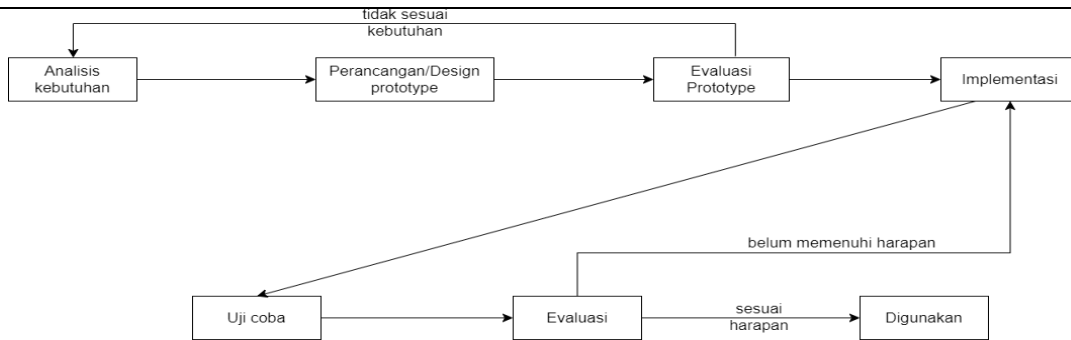 tidak sesuai
kebutuhan
Analisis
kebutuhan
Perancangan/Design
prototype
Evaluasi
Prototype
Implementasi
belum memenuhi harapan
Uji coba
Evaluasi
sesuai
harapan
Digunakan